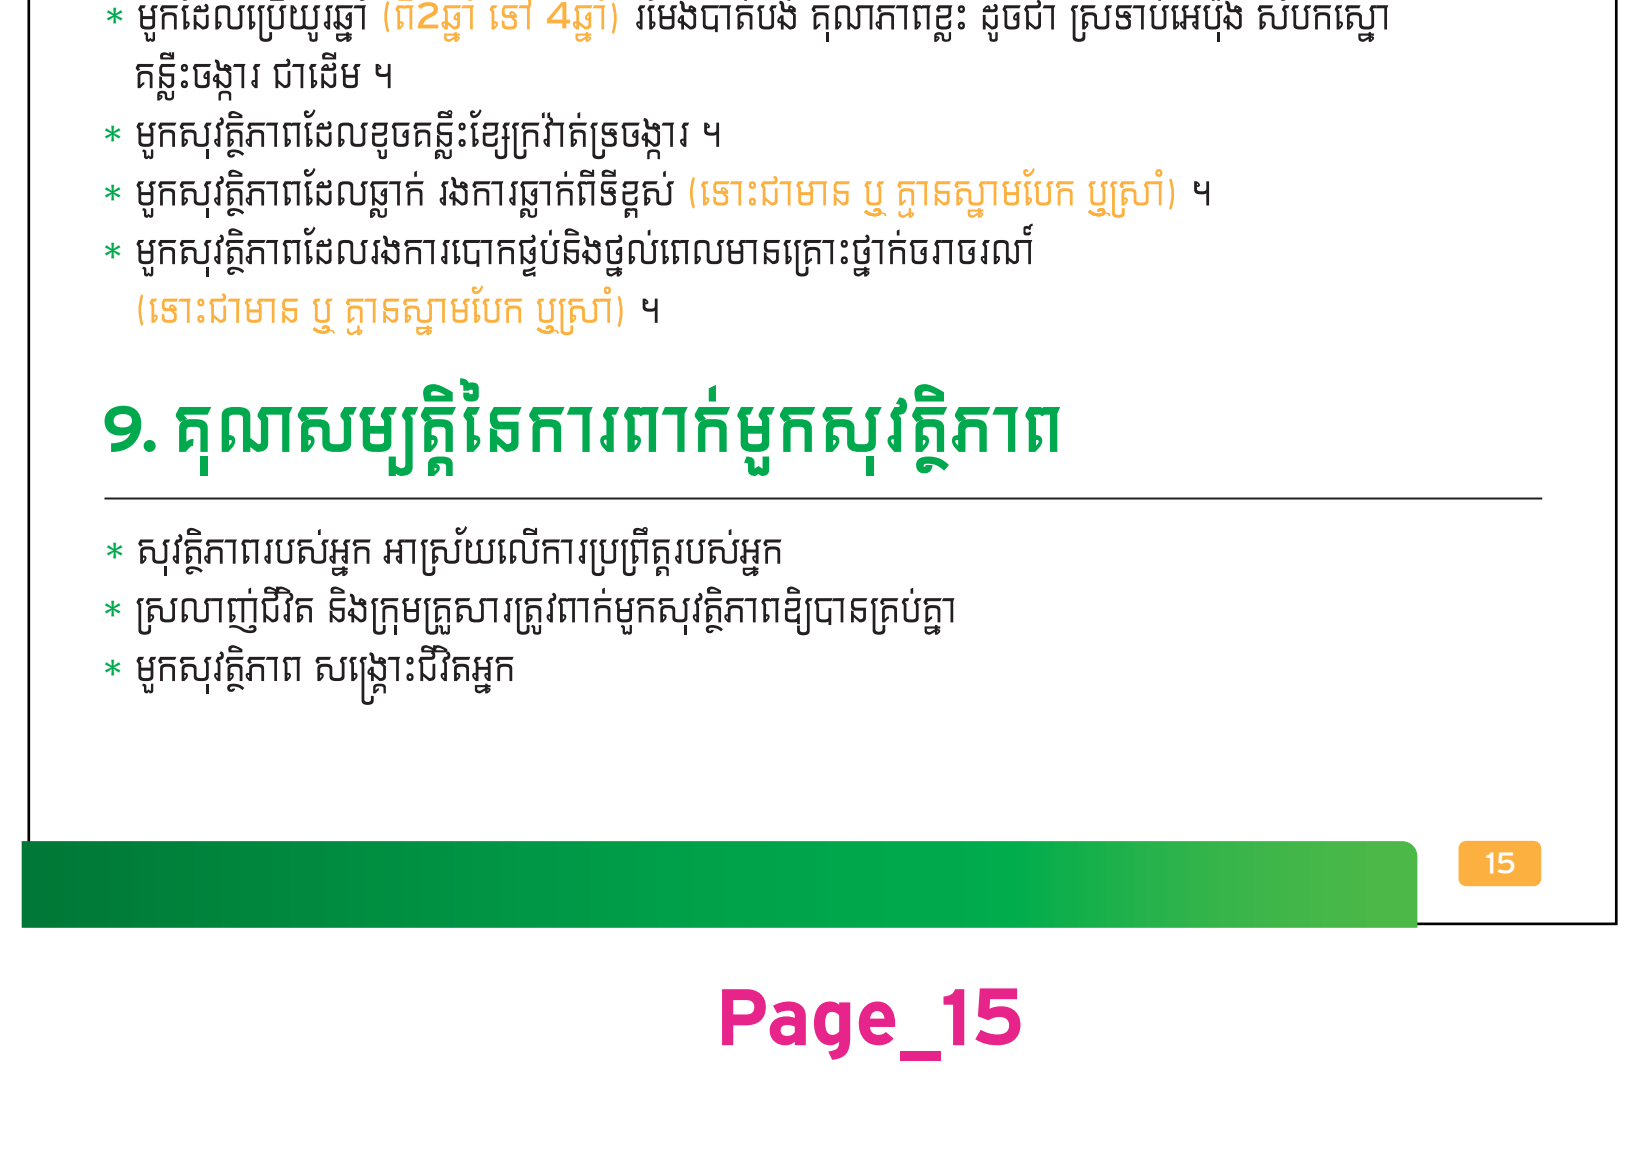 * មួកដែលប្រើយូរឆ្នាំ (ពី2ឆ្នាំ ទៅ 4ឆ្នាំ) រមែងបាត់បង់ គុណភាពខ្លះ ដូចជា ស្រទាប់អេប៉ុង សំបកស្នោ
គន្លឹះចង្ការ ជាដើម ។
* មួកសុវត្ថិភាពដែលខូចគន្លឹះខ្សែក្រវ៉ាត់ទ្រចង្ការ ។
* មួកសុវត្ថិភាពដែលធ្លាក់ រងការធ្លាក់ពីទីខ្ពស់ (ទោះជាមាន ឬ គ្មានស្នាមបែក ឬស្រាំ) ។
* មួកសុវត្ថិភាពដែលរងការបោកផ្ទប់និងថ្នល់ពេលមានគ្រោះថ្នាក់ចរាចរណ៍
(ទោះជាមាន ឬ គ្មានស្នាមបែក ឬស្រាំ) ។
9. គុណសម្បត្តិនៃការពាក់មួកសុវត្ថិភាព
* សុវត្ថិភាពរបស់អ្នក អាស្រ័យលើការប្រព្រឹត្តរបស់អ្នក
* ស្រលាញ់ជីវិត និងក្រុមគ្រួសារត្រូវពាក់មួកសុវត្ថិភាពឱ្យបានគ្រប់គ្នា
* មួកសុវត្ថិភាព សង្គ្រោះជីវិតអ្នក
15
Page_15